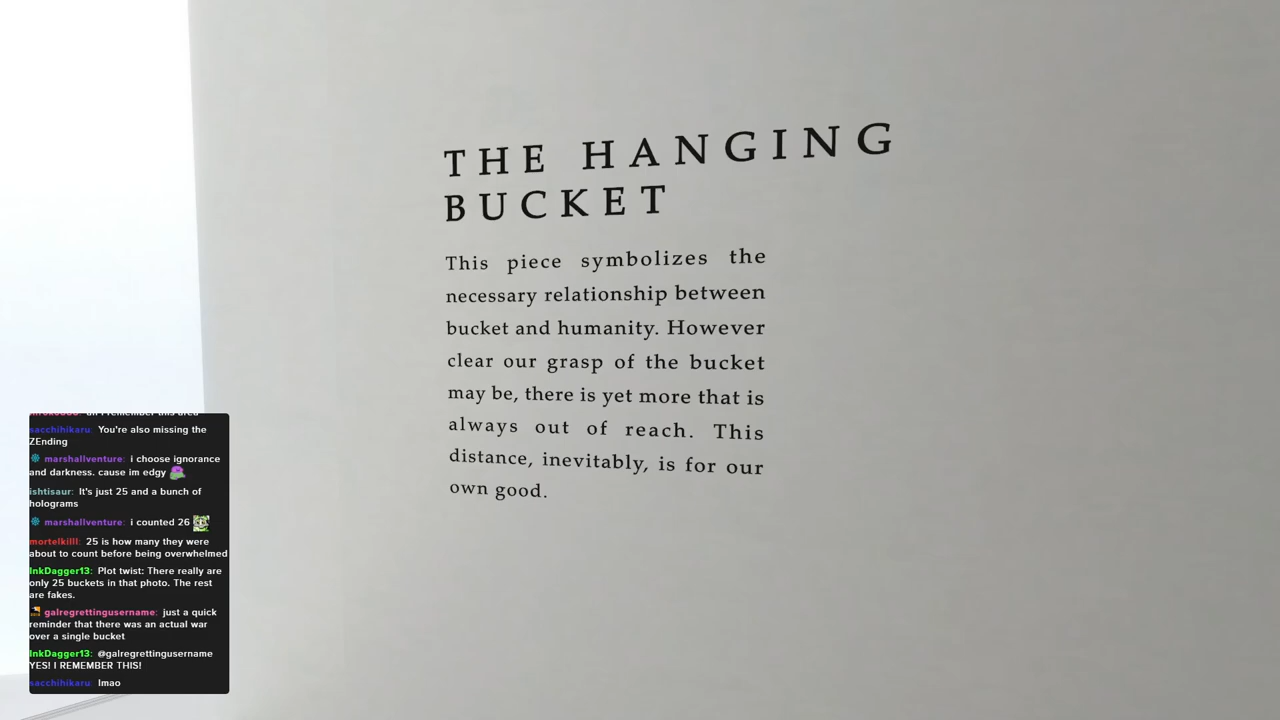 THE HANGING
BUCKET
This piece symbolizes the
necessary relationship between
bucket and humanity. However
clear our grasp of the bucket
may be, there is yet more that is
always out of reach. This
distance, inevitably, is for our
own good.
sacchihikaru: You're also missing the
ZEnding
marshallventure: i choose ignorance
and darkness. cause im edgy
ishtisaur: It's just 25 and a bunch of
holograms
marshallventure: i counted 26
mortelkilll: 25 is how many they were
about to count before being overwhelmed
InkDagger13: Plot twist: There really are
only 25 buckets in that photo. The rest
are fakes.
galregrettingusername: just a quick
reminder that there was an actual war
over a single bucket
InkDagger13: @galregrettingusername
YES! I REMEMBER THIS!
sacchihikaru: lmao